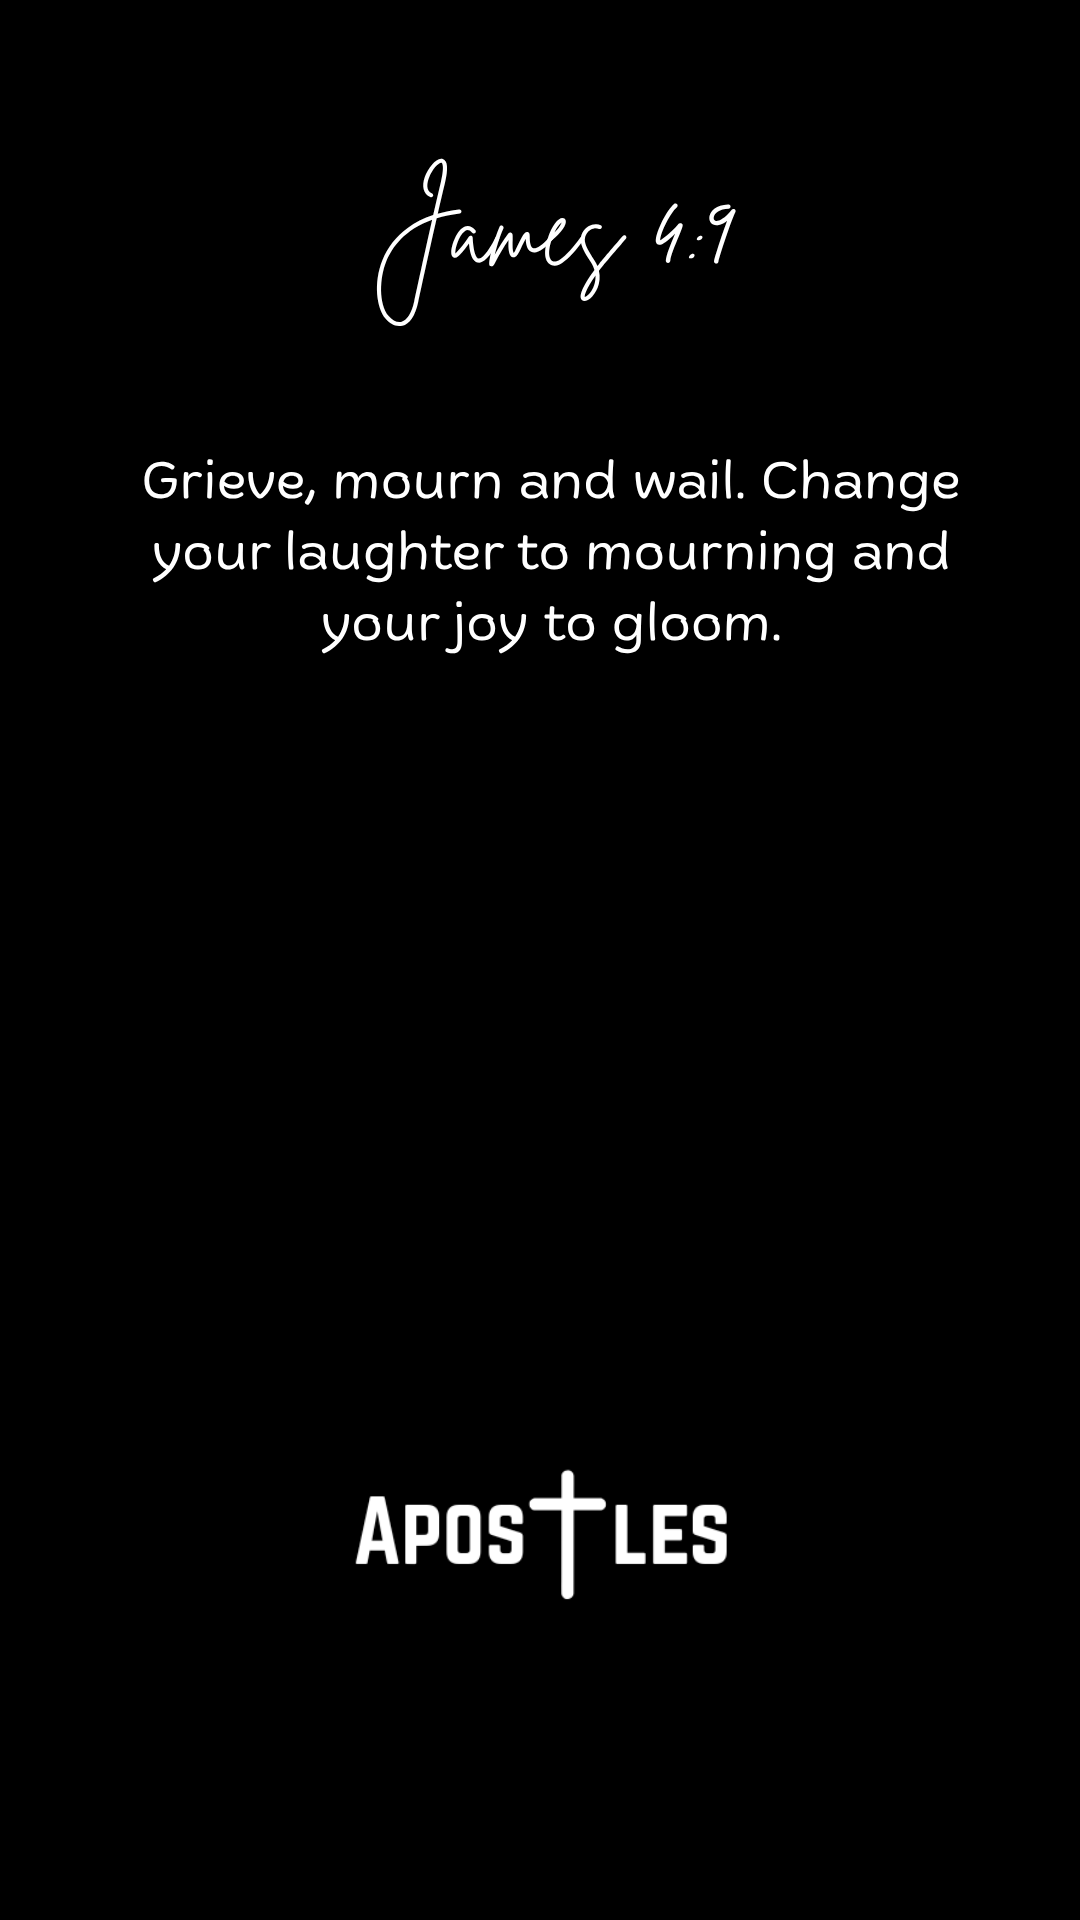 James 4:9
Grieve, mourn and wail. Change
your laughter to mourning and
your joy to gloom.
APOSTLES